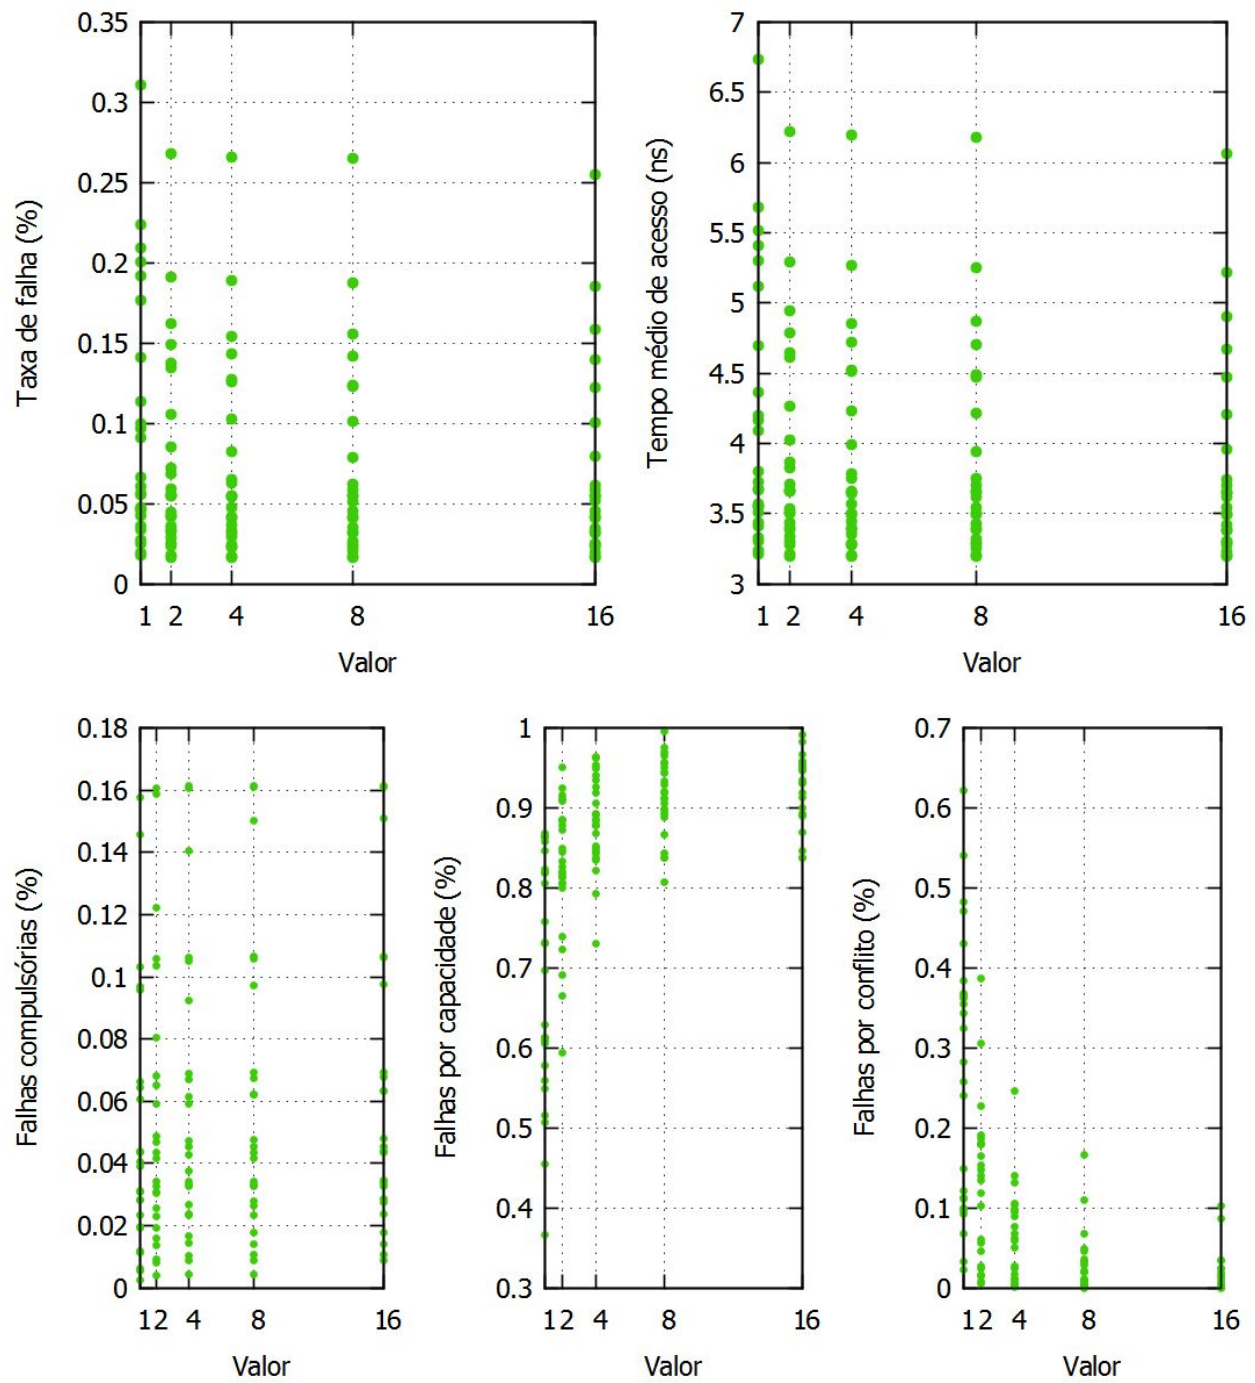 Taxa de falha (%)
0.35
0.3
0.25
0.2
0.15
0.1
0.05
0
1 2 4 8 16
Valor
Tempo médio de acesso (ns)
7
6.5
6
5.5
5
4.5
4
3.5
3
1 2 4 8 16
Valor
Falhas compulsórias (%)
0.18
0.16
0.14
0.12
0.1
0.08
0.06
0.04
0.02
0
1 2 4 8 16
Valor
Falhas por capacidade (%)
1
0.9
0.8
0.7
0.6
0.5
0.4
0.3
1 2 4 8 16
Valor
Falhas por conflito (%)
0.7
0.6
0.5
0.4
0.3
0.2
0.1
0
1 2 4 8 16
Valor